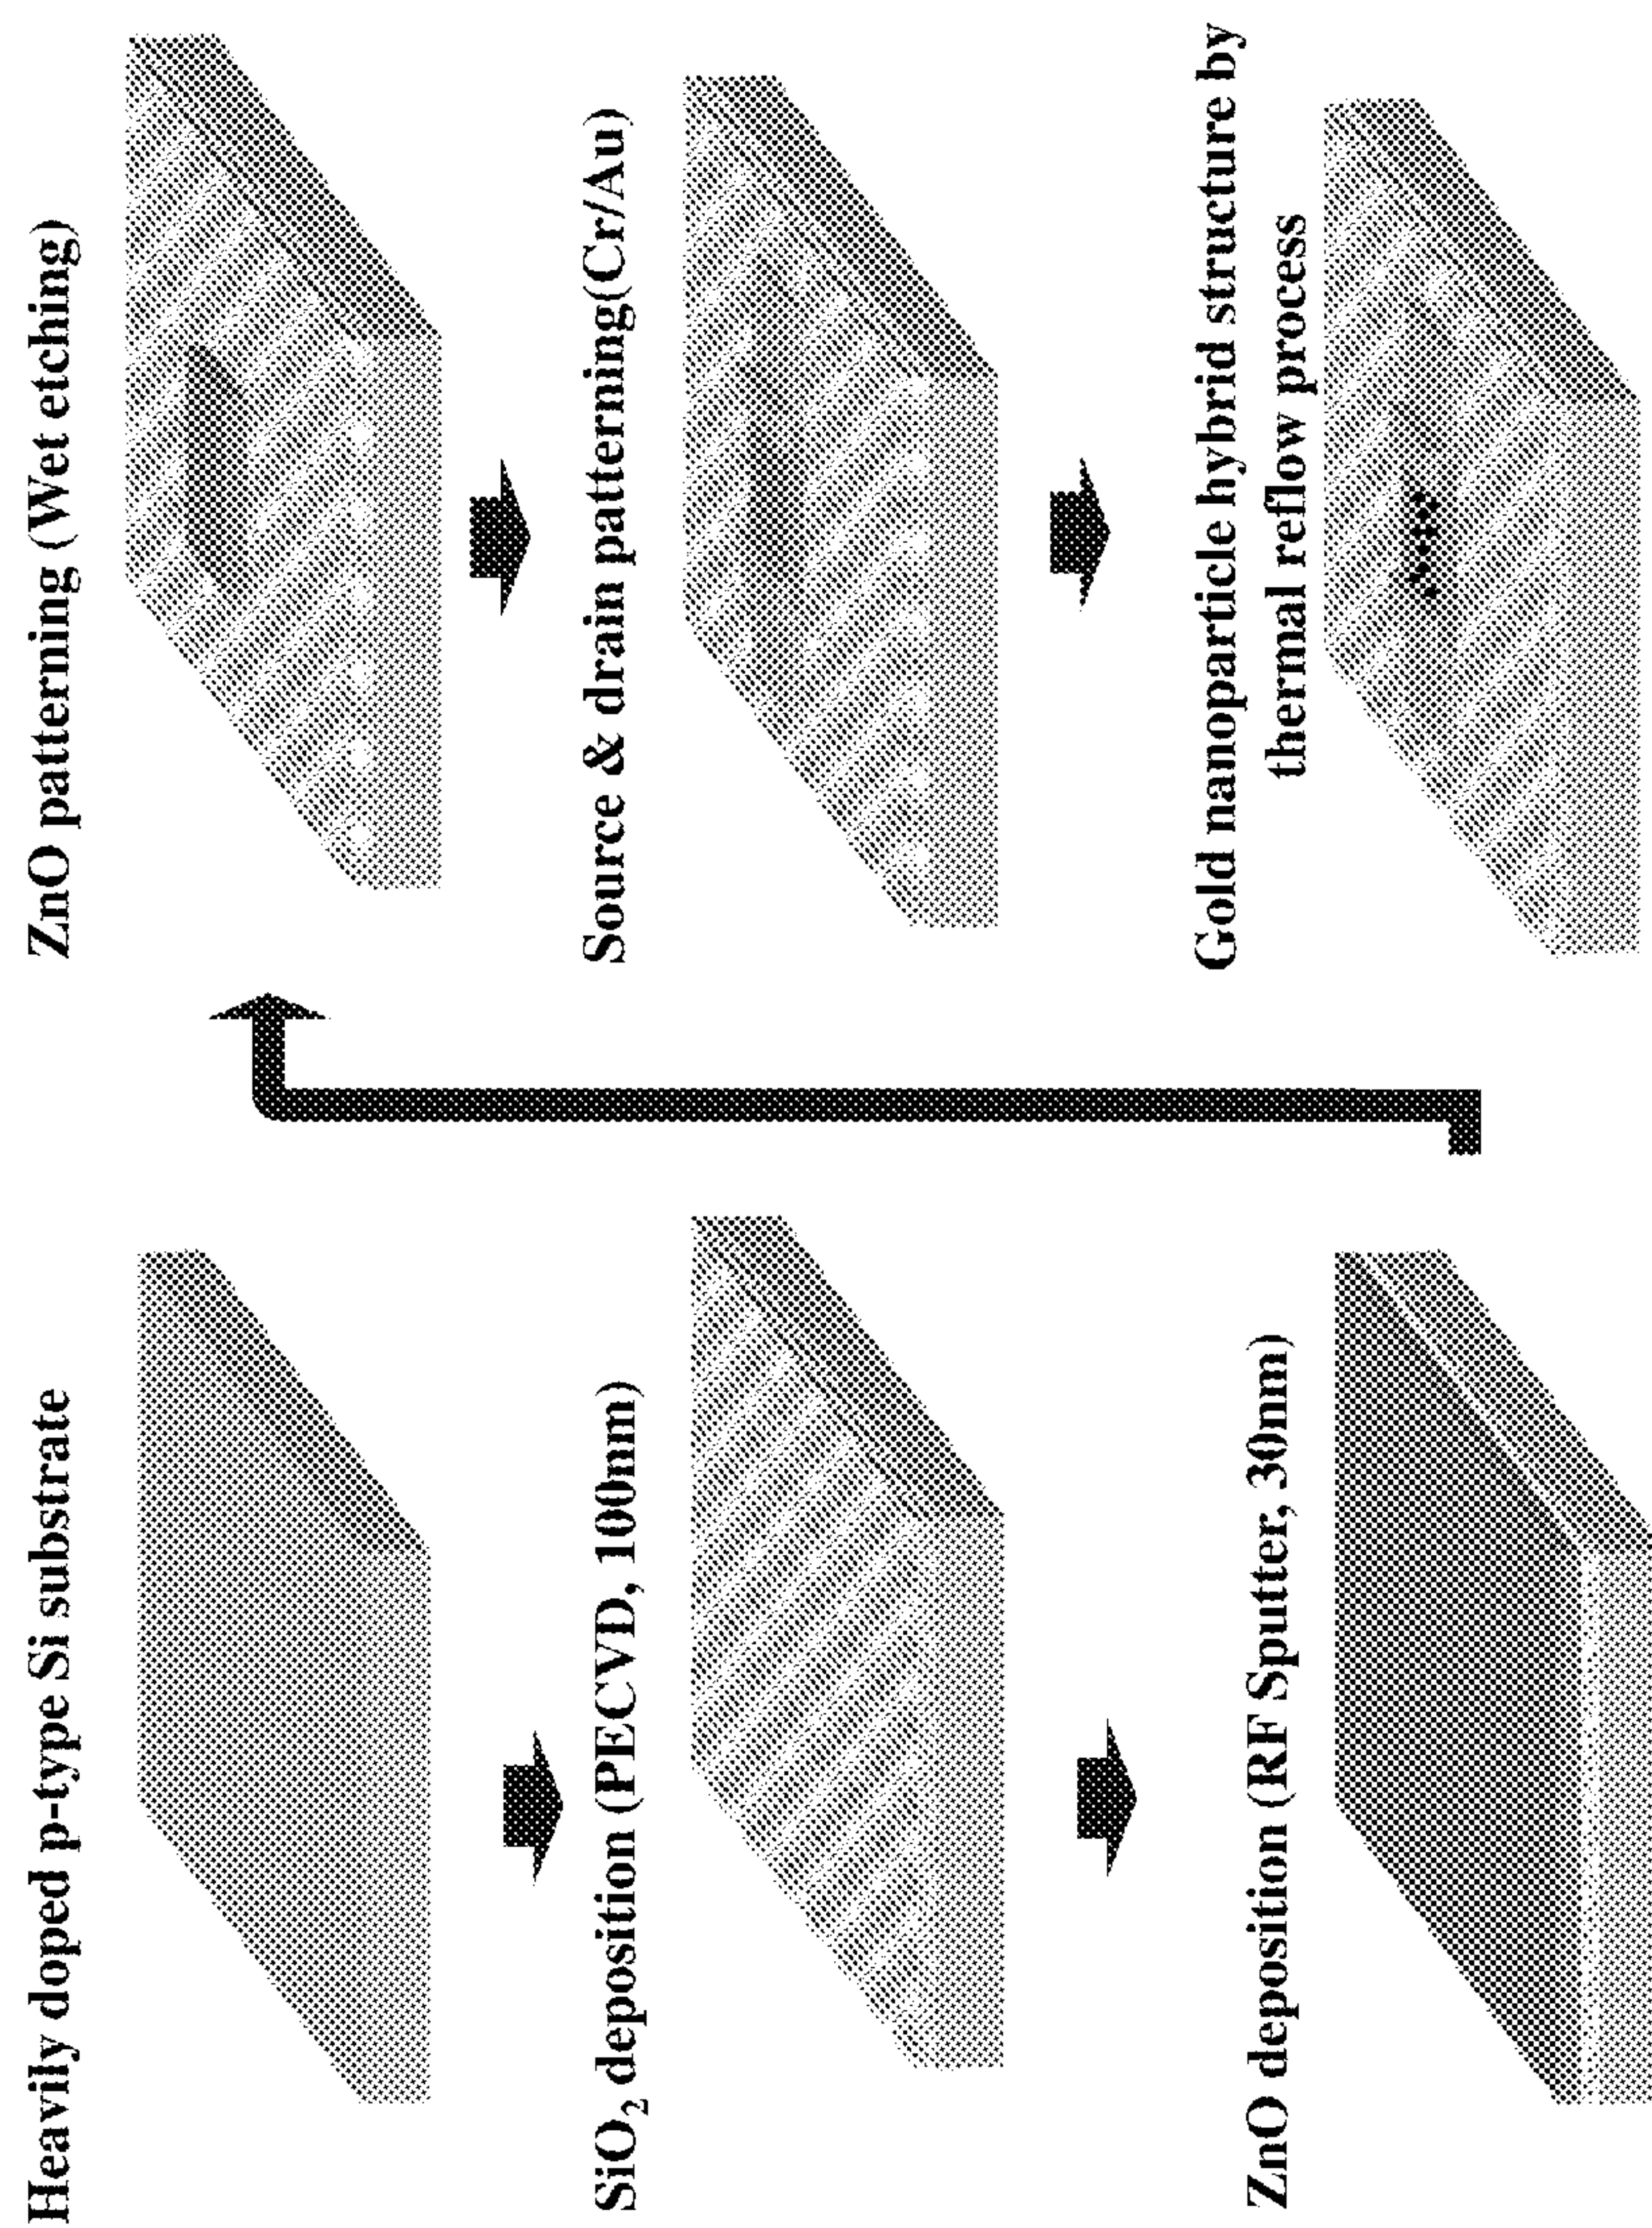 Heavily doped p-type Si substrate
SiO₂ deposition (PECVD, 100nm)
ZnO deposition (RF Sputter, 30nm)
ZnO patterning (Wet etching)
Source & drain patterning(Cr/Au)
Gold nanoparticle hybrid structure by
thermal reflow process